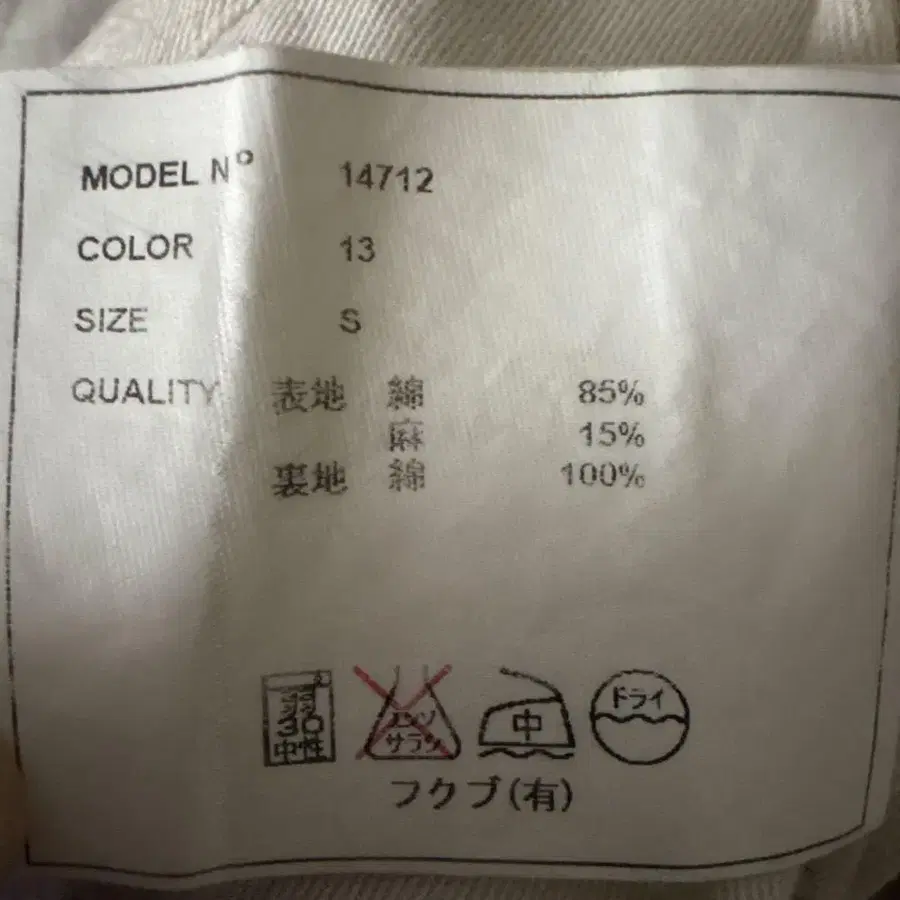 MODEL Nº 14712
COLOR 13
SIZE S
QUALITY 表地 綿 85%
麻 15%
裏地 綿 100%
30 中性
エンソ サラシ
中
ドライ
フクブ(有)